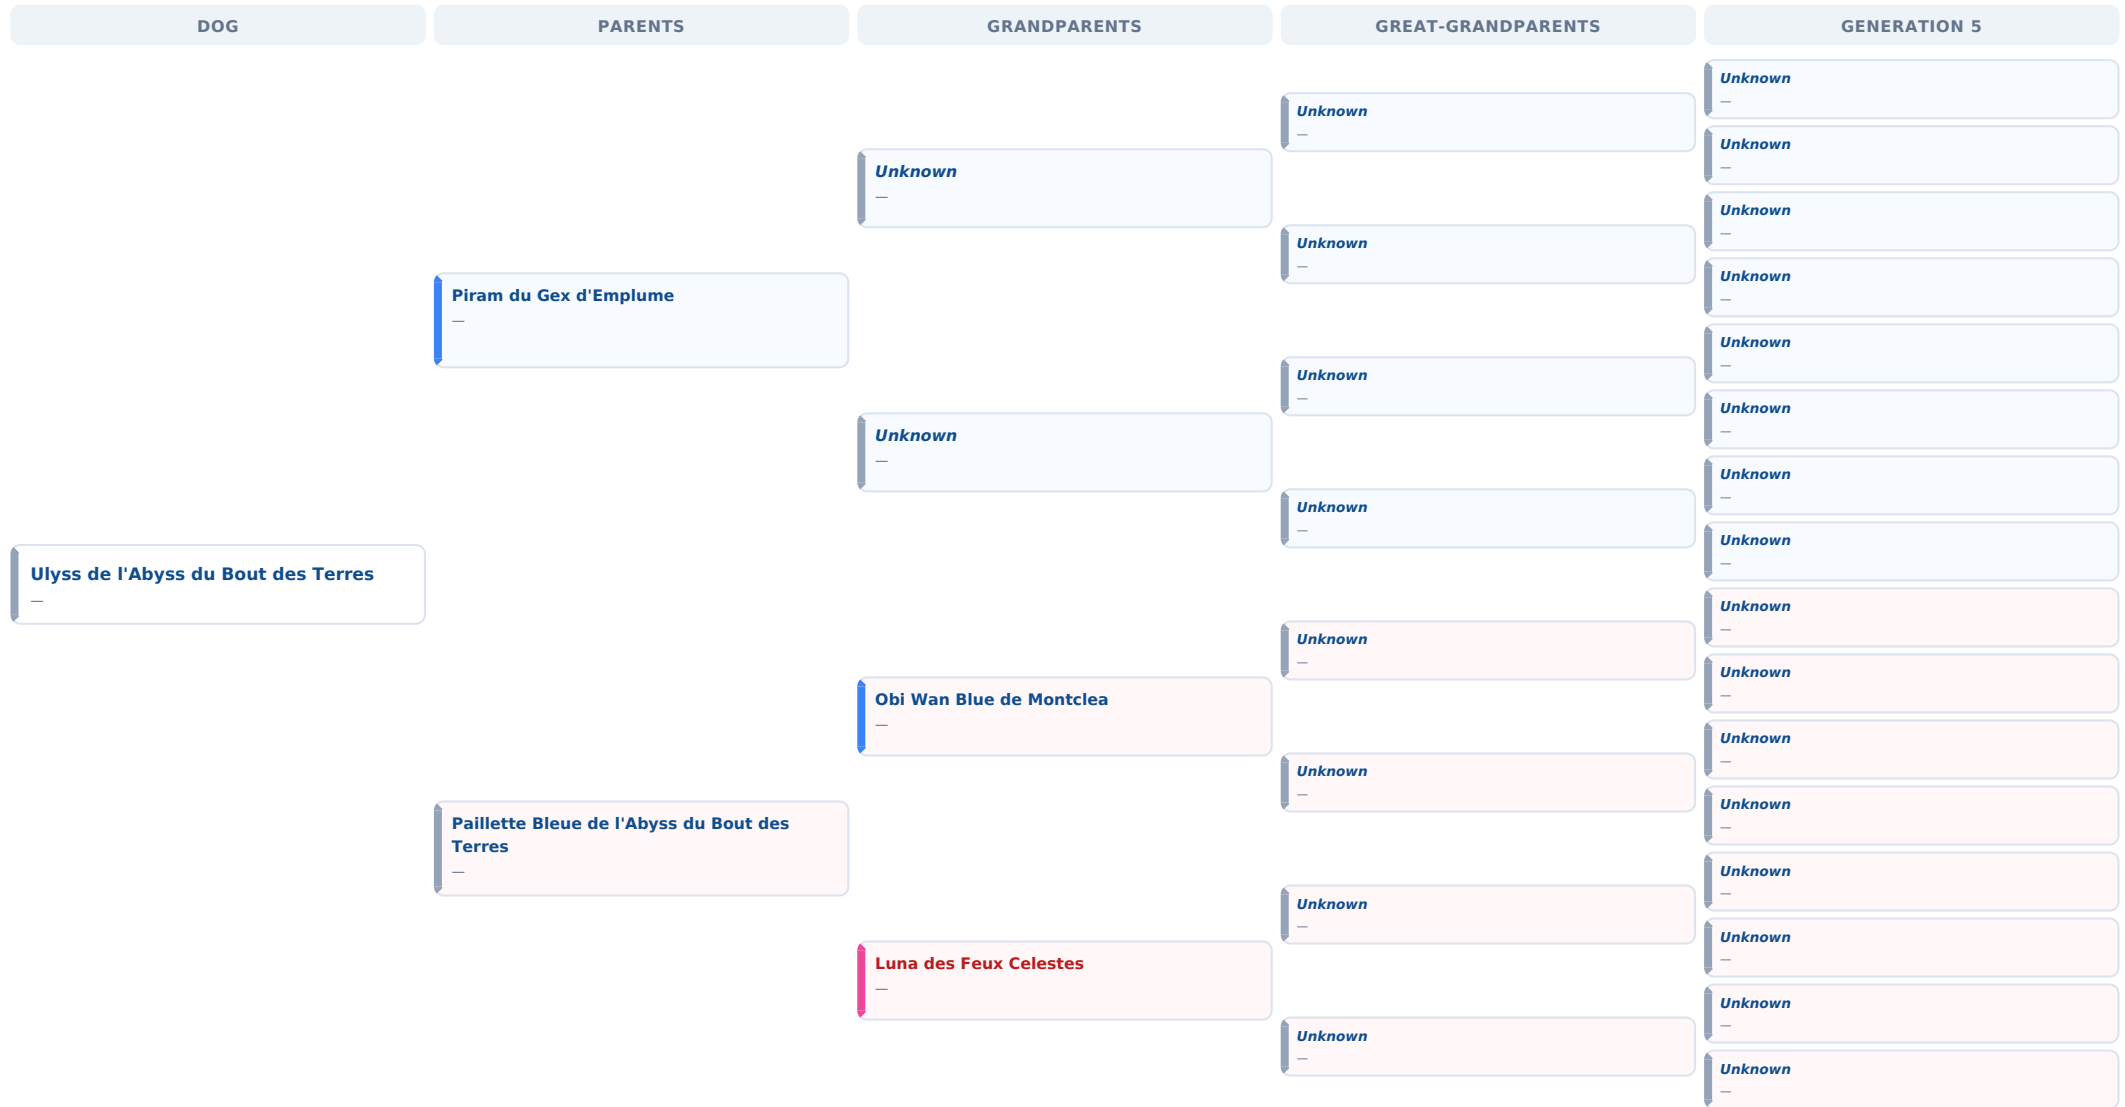 DOG
PARENTS
GRANDPARENTS
GREAT-GRANDPARENTS
GENERATION 5
Ulyss de l'Abyss du Bout des Terres
—
Piram du Gex d'Emplume
—
Paillette Bleue de l'Abyss du Bout des
Terres
—
Unknown
—
Unknown
—
Obi Wan Blue de Montclea
—
Luna des Feux Celestes
—
Unknown
—
Unknown
—
Unknown
—
Unknown
—
Unknown
—
Unknown
—
Unknown
—
Unknown
—
Unknown
—
Unknown
—
Unknown
—
Unknown
—
Unknown
—
Unknown
—
Unknown
—
Unknown
—
Unknown
—
Unknown
—
Unknown
—
Unknown
—
Unknown
—
Unknown
—
Unknown
—
Unknown
—